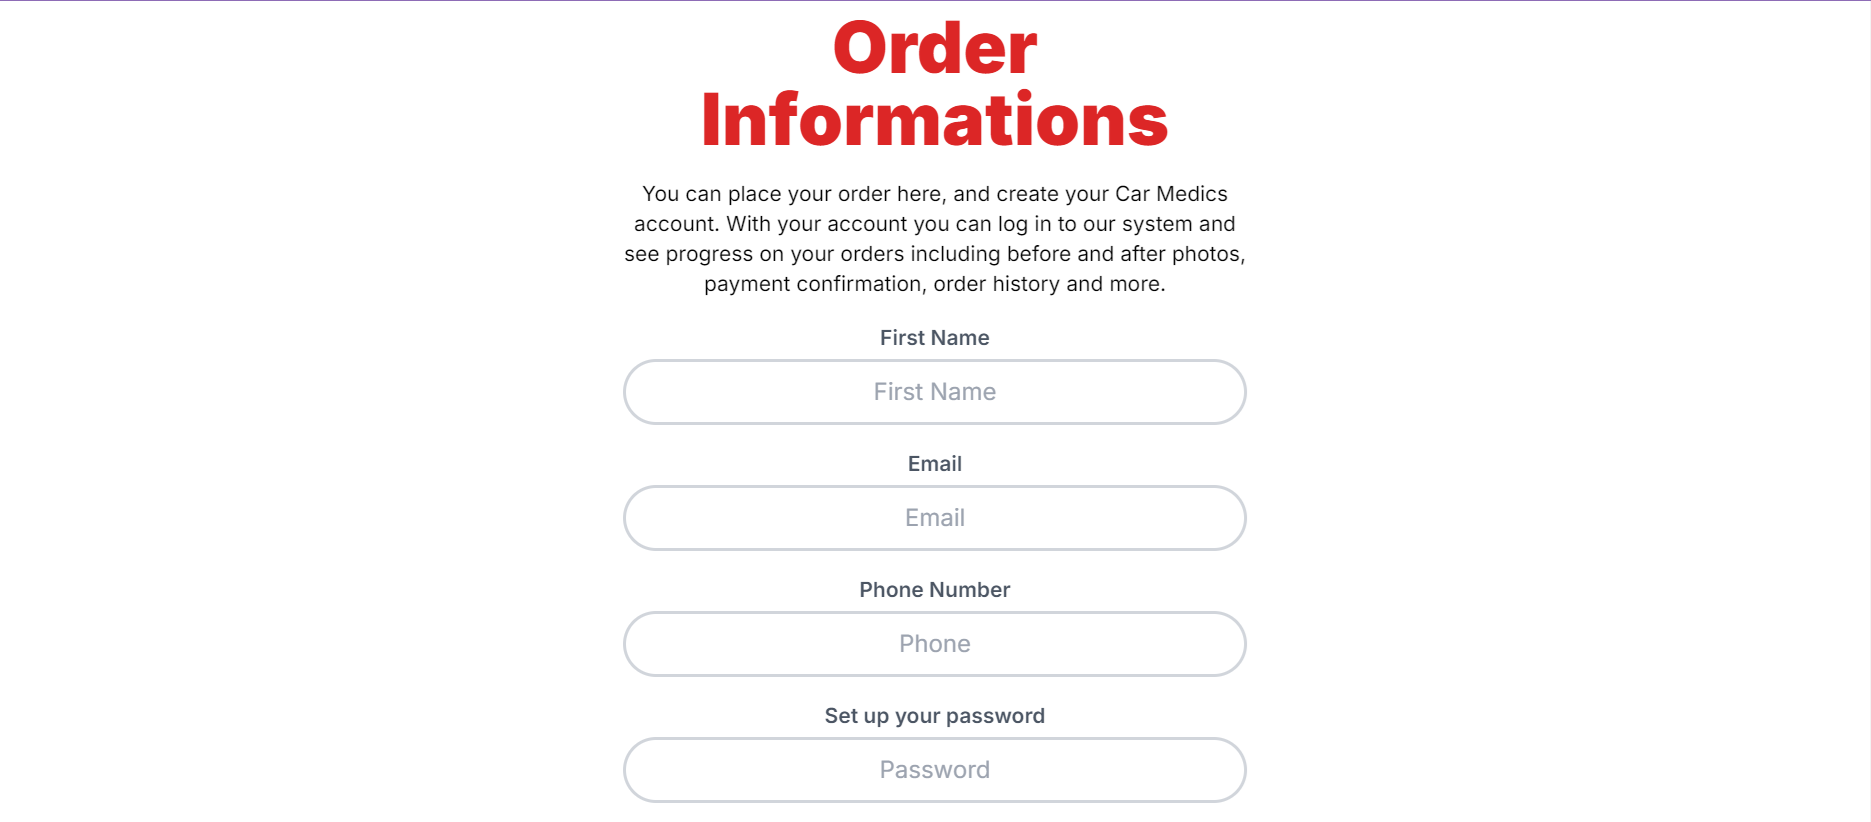 Order
Informations
You can place your order here, and create your Car Medics
account. With your account you can log in to our system and
see progress on your orders including before and after photos,
payment confirmation, order history and more.
First Name
First Name
Email
Email
Phone Number
Phone
Set up your password
Password